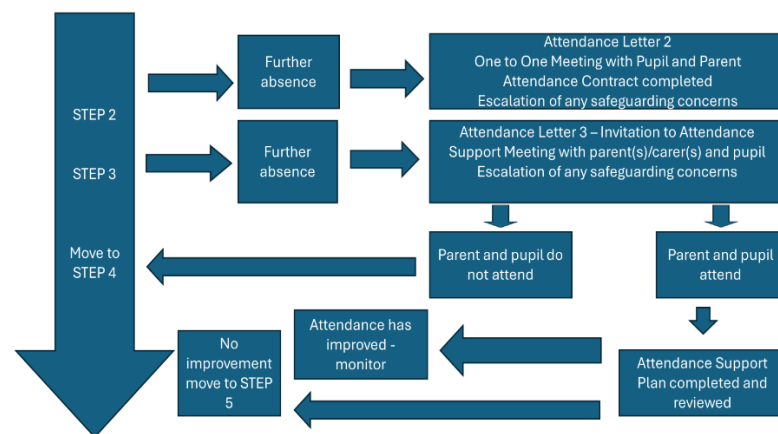 STEP 2
Further
absence
Attendance Letter 2
One to One Meeting with Pupil and Parent
Attendance Contract completed
Escalation of any safeguarding concerns
STEP 3
Further
absence
Attendance Letter 3 – Invitation to Attendance
Support Meeting with parent(s)/carer(s) and pupil
Escalation of any safeguarding concerns
Move to
STEP 4
Parent and pupil do
not attend
Parent and pupil
attend
Attendance has
improved -
monitor
No
improvement
move to STEP
5
Attendance Support
Plan completed and
reviewed